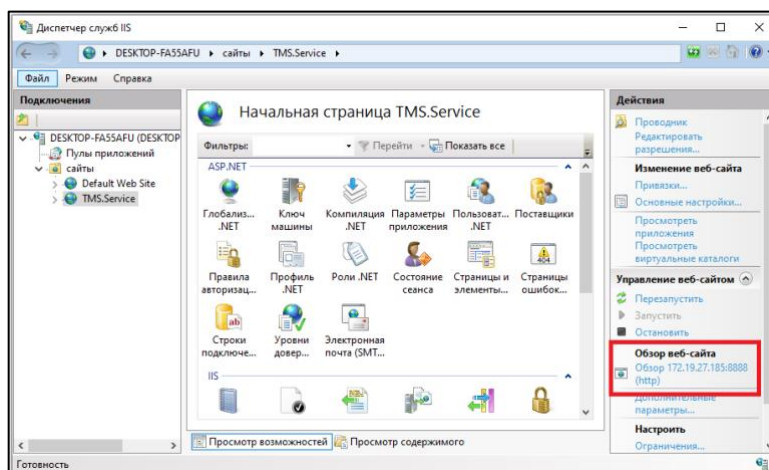 Диспетчер служб IIS
DESKTOP-FA55AFU
сайты
TMS.Service
Файл Режим Справка
Подключения
DESKTOP-FA55AFU (DESKTOP
Пулы приложений
сайты
Default Web Site
TMS.Service
Начальная страница TMS.Service
Фильтры:
Перейти
Показать все
ASP.NET
Глобализ... .NET
Ключ машины
Компиляция .NET
Параметры приложения
Пользоват... .NET
Поставщики
Правила авторизац...
Профиль .NET
Роли .NET
Состояние сеанса
Страницы и элементы...
Страницы ошибок...
Строки подключе...
Уровни довер...
Электронная почта (SMT...
IIS
Просмотр возможностей
Просмотр содержимого
Действия
Проводник
Редактировать
разрешения...
Изменение веб-сайта
Привязки...
Основные настройки...
Просмотреть
приложения
Просмотреть
виртуальные каталоги
Управление веб-сайтом
Перезапустить
Запустить
Остановить
Обзор веб-сайта
Обзор 172.19.27.185:8888
(http)
Дополнительные
параметры...
Настроить
Ограничения...
Готовность